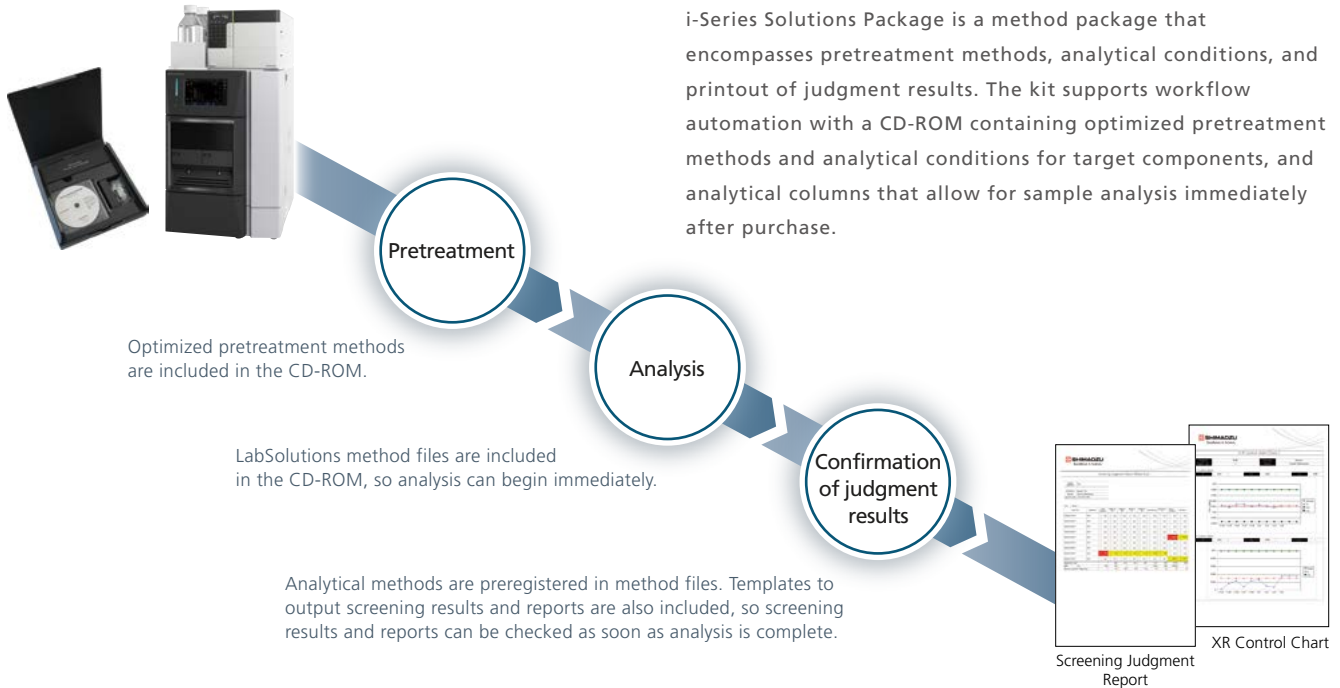 i-Series Solutions Package is a method package that
encompasses pretreatment methods, analytical conditions, and
printout of judgment results. The kit supports workflow
automation with a CD-ROM containing optimized pretreatment
methods and analytical conditions for target components, and
analytical columns that allow for sample analysis immediately
after purchase.
Pretreatment
Optimized pretreatment methods
are included in the CD-ROM.
Analysis
LabSolutions method files are included
in the CD-ROM, so analysis can begin immediately.
Confirmation
of judgment
results
Analytical methods are preregistered in method files. Templates to
output screening results and reports are also included, so screening
results and reports can be checked as soon as analysis is complete.
SHIMADZU
SHIMADZU
Screening Judgment
Report
XR Control Chart